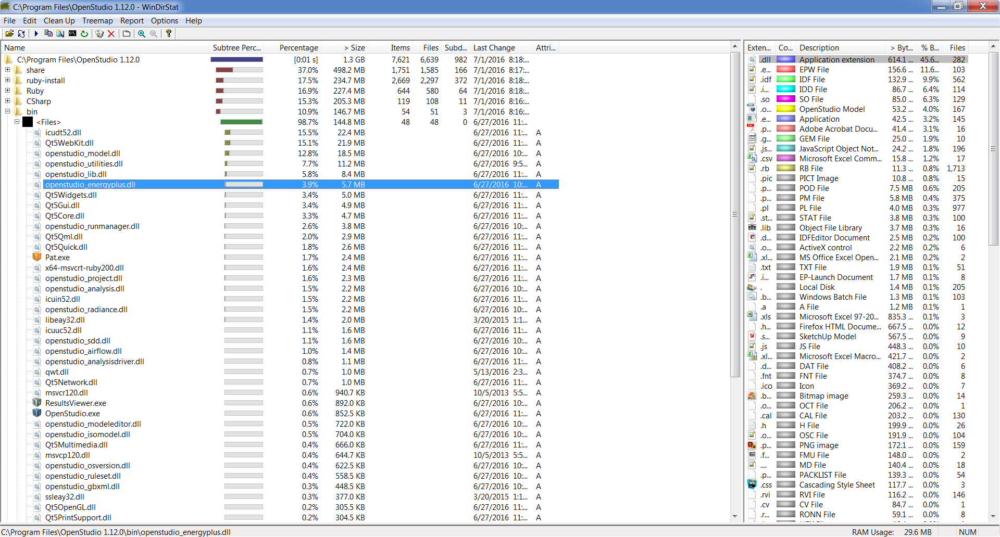 C:\Program Files\OpenStudio 1.12.0 - WinDirStat
File Edit Clean Up Treemap Report Options Help
Name Subtree Perc... Percentage > Size Items Files Subd... Last Change Attri...
C:\Program Files\OpenStudio 1.12.0 [0:01 s] 1.3 GB 7,621 6,639 982 7/1/2016 8:18:...
share 37.0% 498.2 MB 1,751 1,585 166 7/1/2016 8:17:...
ruby-install 17.5% 234.7 MB 2,669 2,297 372 7/1/2016 8:18:...
Ruby 16.9% 227.4 MB 644 580 64 7/1/2016 8:18:...
CSharp 15.3% 205.3 MB 119 108 11 7/1/2016 8:16:...
bin 10.9% 146.7 MB 54 51 3 7/1/2016 8:16:...
<Files> 98.7% 144.8 MB 48 48 0 6/27/2016 11:...
icudt52.dll 15.5% 22.4 MB 6/27/2016 11:... A
Qt5WebKit.dll 15.1% 21.9 MB 6/27/2016 11:... A
openstudio_model.dll 12.8% 18.5 MB 6/27/2016 10:... A
openstudio_utilities.dll 7.7% 11.2 MB 6/27/2016 9:5... A
openstudio_lib.dll 5.8% 8.4 MB 6/27/2016 11:... A
openstudio_energyplus.dll 3.9% 5.7 MB 6/27/2016 10:... A
Qt5Widgets.dll 3.4% 5.0 MB 6/27/2016 11:... A
Qt5Gui.dll 3.4% 4.9 MB 6/27/2016 11:... A
Qt5Core.dll 3.3% 4.7 MB 6/27/2016 11:... A
openstudio_runmanager.dll 2.6% 3.8 MB 6/27/2016 10:... A
Qt5Qml.dll 2.0% 2.9 MB 6/27/2016 11:... A
Qt5Quick.dll 1.8% 2.6 MB 6/27/2016 11:... A
Pat.exe 1.7% 2.4 MB 6/27/2016 11:... A
x64-msvcrt-ruby200.dll 1.6% 2.4 MB 6/27/2016 11:... A
openstudio_project.dll 1.6% 2.3 MB 6/27/2016 10:... A
openstudio_analysis.dll 1.5% 2.2 MB 6/27/2016 10:... A
icuin52.dll 1.5% 2.2 MB 6/27/2016 11:... A
openstudio_radiance.dll 1.5% 2.2 MB 6/27/2016 10:... A
libeay32.dll 1.4% 2.0 MB 3/20/2015 1:1... A
icuuc52.dll 1.1% 1.6 MB 6/27/2016 11:... A
openstudio_sdd.dll 1.1% 1.6 MB 6/27/2016 10:... A
openstudio_airflow.dll 1.0% 1.4 MB 6/27/2016 10:... A
openstudio_analysisdriver.dll 0.8% 1.1 MB 6/27/2016 10:... A
qwt.dll 0.7% 1.0 MB 5/13/2016 2:3... A
Qt5Network.dll 0.7% 1.0 MB 6/27/2016 11:... A
msvcr120.dll 0.6% 940.7 KB 10/5/2013 5:5... A
ResultsViewer.exe 0.6% 892.0 KB 6/27/2016 10:... A
OpenStudio.exe 0.6% 852.5 KB 6/27/2016 11:... A
openstudio_modeleditor.dll 0.5% 722.0 KB 6/27/2016 10:... A
openstudio_isomodel.dll 0.5% 704.0 KB 6/27/2016 10:... A
Qt5Multimedia.dll 0.4% 666.0 KB 6/27/2016 11:... A
msvcp120.dll 0.4% 644.7 KB 10/5/2013 5:5... A
openstudio_osversion.dll 0.4% 622.5 KB 6/27/2016 10:... A
openstudio_ruleset.dll 0.4% 558.5 KB 6/27/2016 10:... A
openstudio_gbxml.dll 0.3% 448.5 KB 6/27/2016 10:... A
ssleay32.dll 0.3% 377.0 KB 3/20/2015 1:1... A
Qt5OpenGL.dll 0.2% 305.5 KB 6/27/2016 11:... A
Qt5PrintSupport.dll 0.2% 304.5 KB 6/27/2016 11:... A
Exten... Co... Description > Byt... % B... Files
.dll Application extension 614.1 ... 45.6... 282
.e... EPW File 156.6 ... 11.6... 103
.idf IDF File 132.9 ... 9.9% 562
.i... IDD File 86.7 ... 6.4% 114
.so SO File 85.0 ... 6.3% 129
.o... OpenStudio Model 53.2 ... 4.0% 167
.e... Application 42.5 ... 3.2% 145
.p... Adobe Acrobat Docu... 41.4 ... 3.1% 16
.g... GEM File 25.0 ... 1.9% 10
.js... JavaScript Object Not... 24.2 ... 1.8% 196
.csv Microsoft Excel Comm... 15.8 ... 1.2% 17
.rb RB File 11.3 ... 0.8% 1,713
.pic PICT Image 10.8 ... 0.8% 15
.p... POD File 7.5 MB 0.6% 205
.p... PM File 5.8 MB 0.4% 375
.pl PL File 4.0 MB 0.3% 977
.st... STAT File 3.8 MB 0.3% 100
.lib Object File Library 3.7 MB 0.3% 16
.d... IDFEditor Document 2.5 MB 0.2% 100
.o... ActiveX control 2.2 MB 0.2% 6
.xl... MS Office Excel Open... 2.1 MB 0.2% 2
.txt TXT File 1.9 MB 0.1% 51
.i... EP-Launch Document 1.7 MB 0.1% 8
. Local Disk 1.4 MB 0.1% 205
.b... Windows Batch File 1.3 MB 0.1% 103
.a A File 1.2 MB 0.1% 1
.xls Microsoft Excel 97-20... 835.3 ... 0.1% 3
.h... Firefox HTML Docume... 667.5 ... 0.0% 12
.s... SketchUp Model 567.5 ... 0.0% 9
.js JS File 448.3 ... 0.0% 10
.xl... Microsoft Excel Macro... 421.7 ... 0.0% 2
.d... DAT File 408.2 ... 0.0% 6
.fnt FNT File 374.7 ... 0.0% 8
.ico Icon 369.2 ... 0.0% 7
.b... Bitmap image 259.3 ... 0.0% 14
.o... OCT File 206.2 ... 0.0% 1
.cal CAL File 203.2 ... 0.0% 130
.h H File 199.9 ... 0.0% 26
.o... OSC File 191.9 ... 0.0% 104
.p... PNG image 172.1 ... 0.0% 159
.f... FMU File 148.0 ... 0.0% 2
.... MD File 140.4 ... 0.0% 18
.p... PACKLIST File 139.3 ... 0.0% 54
.css Cascading Style Sheet 117.7 ... 0.0% 3
.rvi RVI File 116.2 ... 0.0% 146
.cv CV File 84.7 ... 0.0% 1
.r... RONN File 59.1 ... 0.0% 8
C:\Program Files\OpenStudio 1.12.0\bin\openstudio_energyplus.dll RAM Usage: 29.6 MB NUM